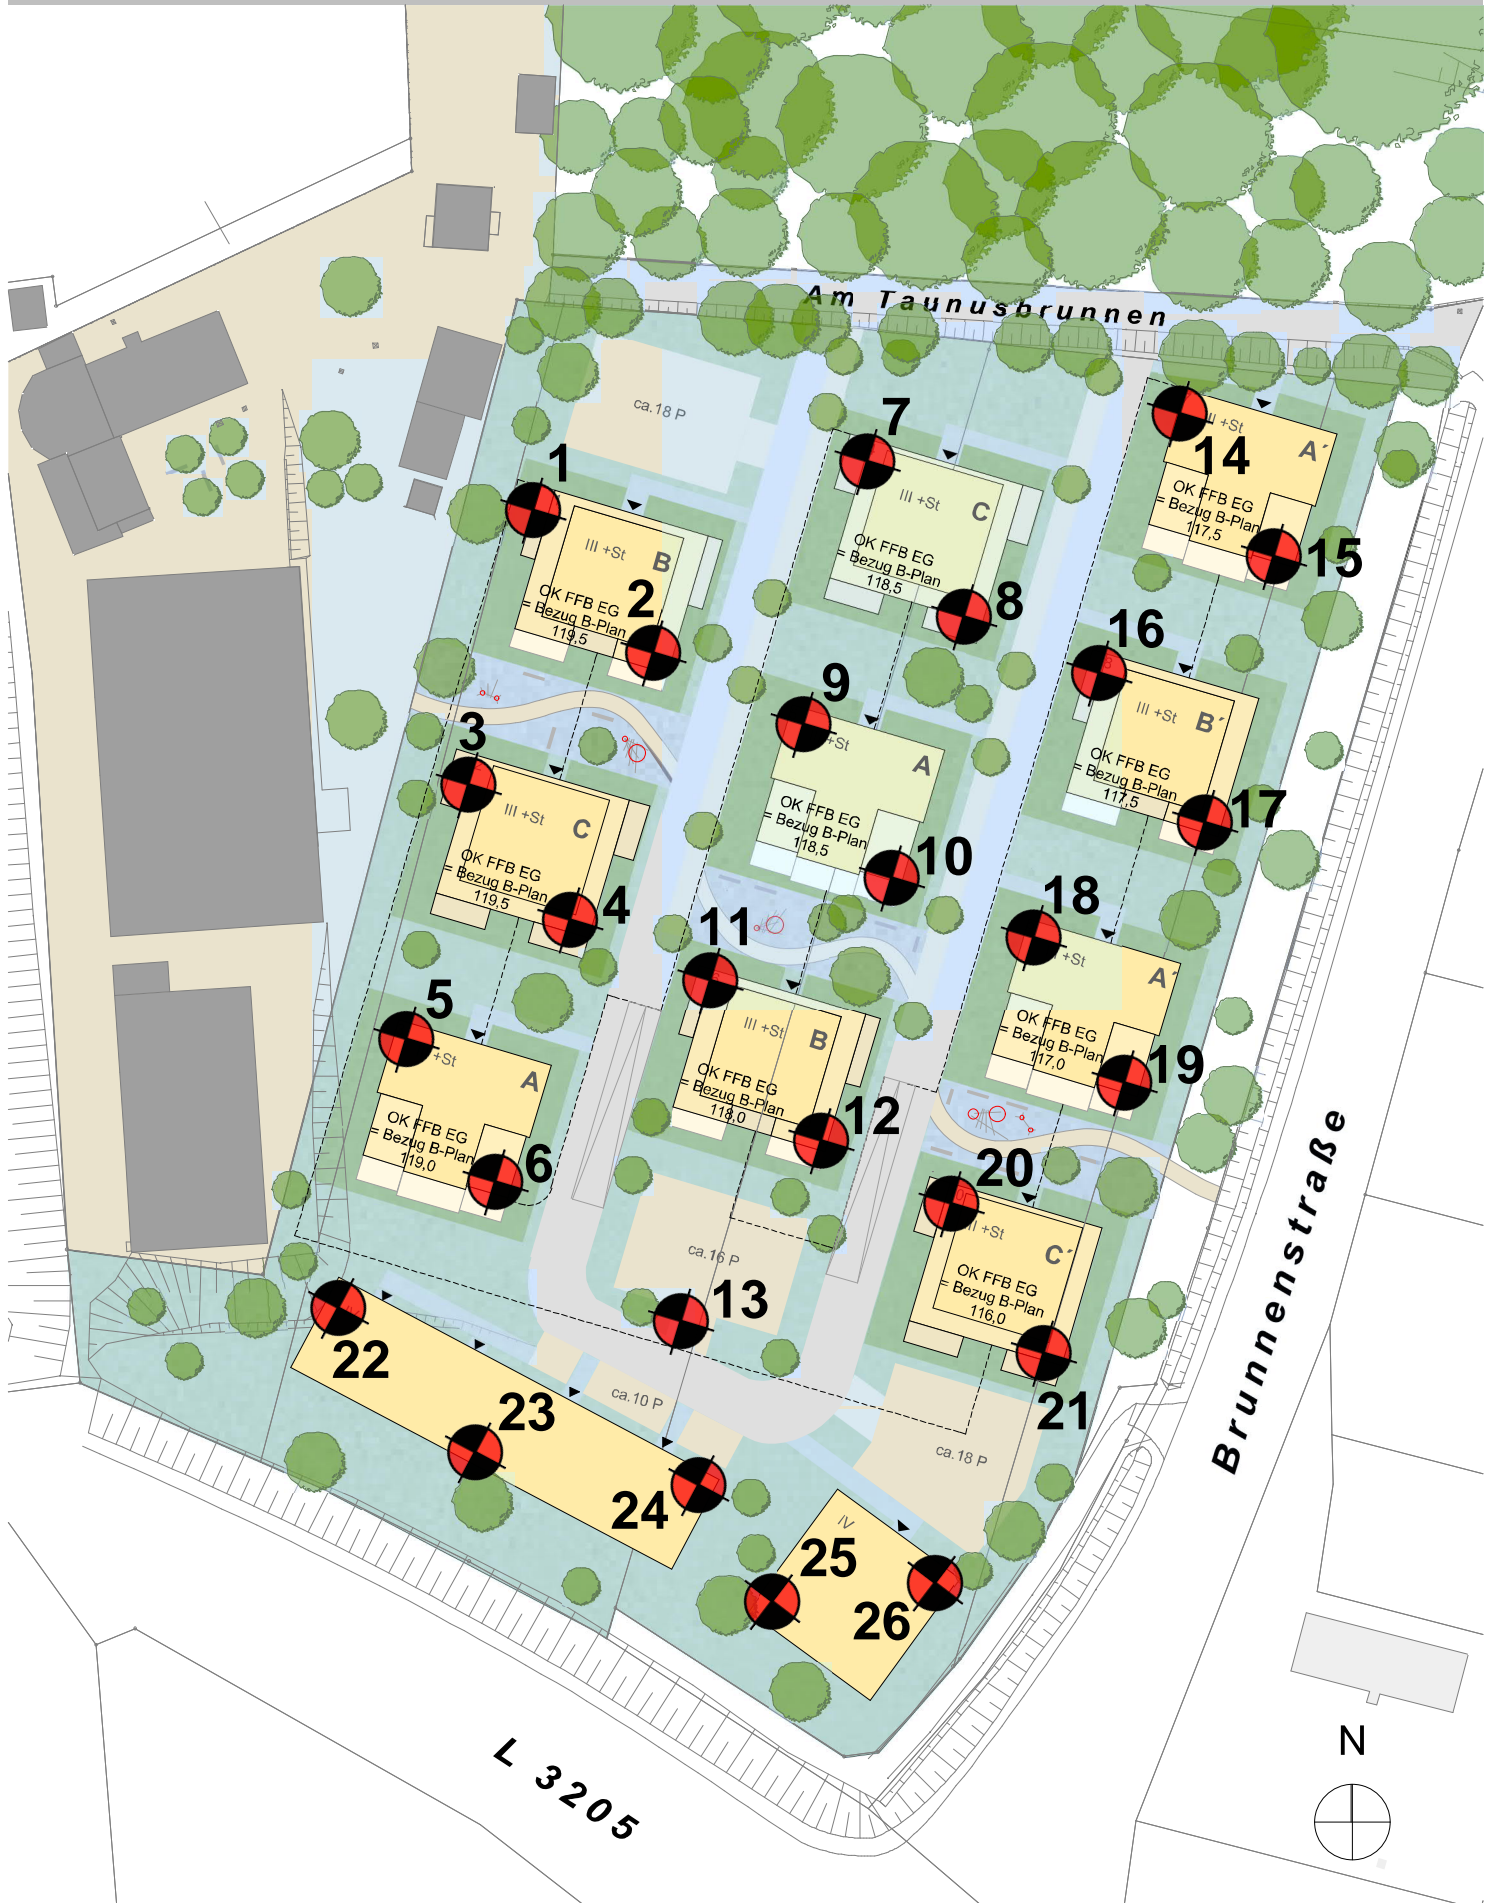 Am Taunusbrunnen
ca.18 P
1
III +St
B
OK FFB EG
= Bezug B-Plan
119,5
2
3
III +St
C
OK FFB EG
= Bezug B-Plan
119,5
4
5
+St
A
OK FFB EG
= Bezug B-Plan
119,0
6
7
III +St
C
OK FFB EG
= Bezug B-Plan
118,5
8
9
+St
A
OK FFB EG
= Bezug B-Plan
118,5
10
11
III +St
B
OK FFB EG
= Bezug B-Plan
118,0
12
ca.16 P
13
14
+St
A´
OK FFB EG
= Bezug B-Plan
117,5
15
16
III +St
B´
OK FFB EG
= Bezug B-Plan
117,5
17
18
+St
A´
OK FFB EG
= Bezug B-Plan
117,0
19
20
+St
C´
OK FFB EG
= Bezug B-Plan
116,0
21
22
23
ca.10 P
24
ca.18 P
IV
25
26
Brunnenstraße
L 3205
N